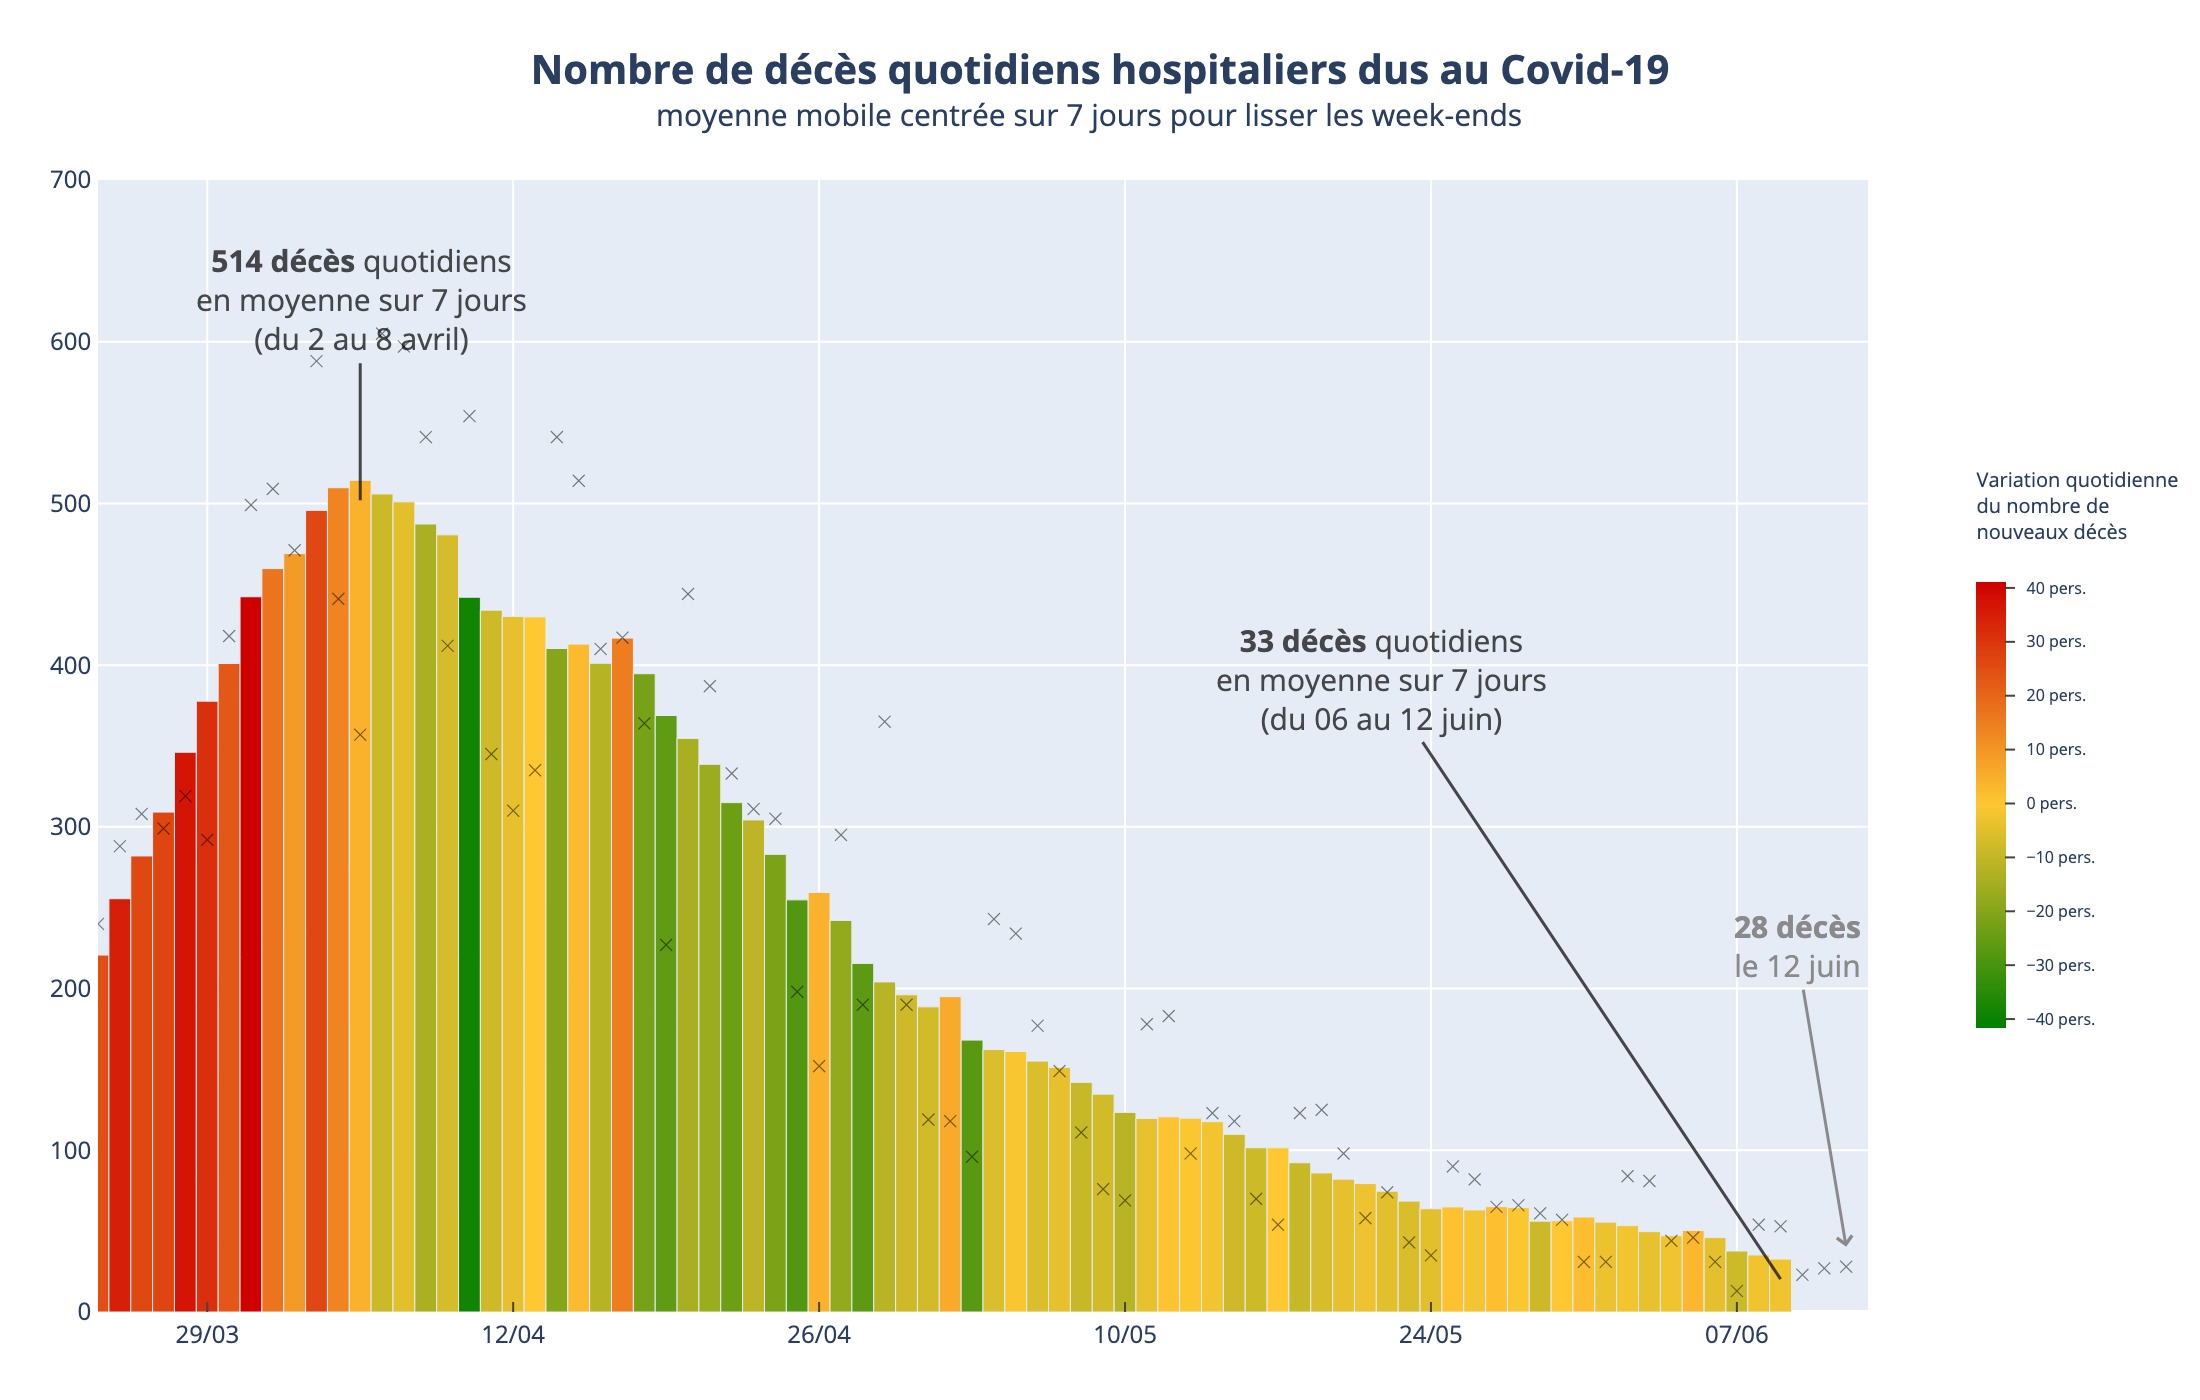 Nombre de décès quotidiens hospitaliers dus au Covid-19
moyenne mobile centrée sur 7 jours pour lisser les week-ends
700
600
500
400
300
200
100
0
514 décès quotidiens
en moyenne sur 7 jours
(du 2 au 8 avril)
33 décès quotidiens
en moyenne sur 7 jours
(du 06 au 12 juin)
28 décès
le 12 juin
29/03
12/04
26/04
10/05
24/05
07/06
Variation quotidienne
du nombre de
nouveaux décès
40 pers.
30 pers.
20 pers.
10 pers.
0 pers.
−10 pers.
−20 pers.
−30 pers.
−40 pers.